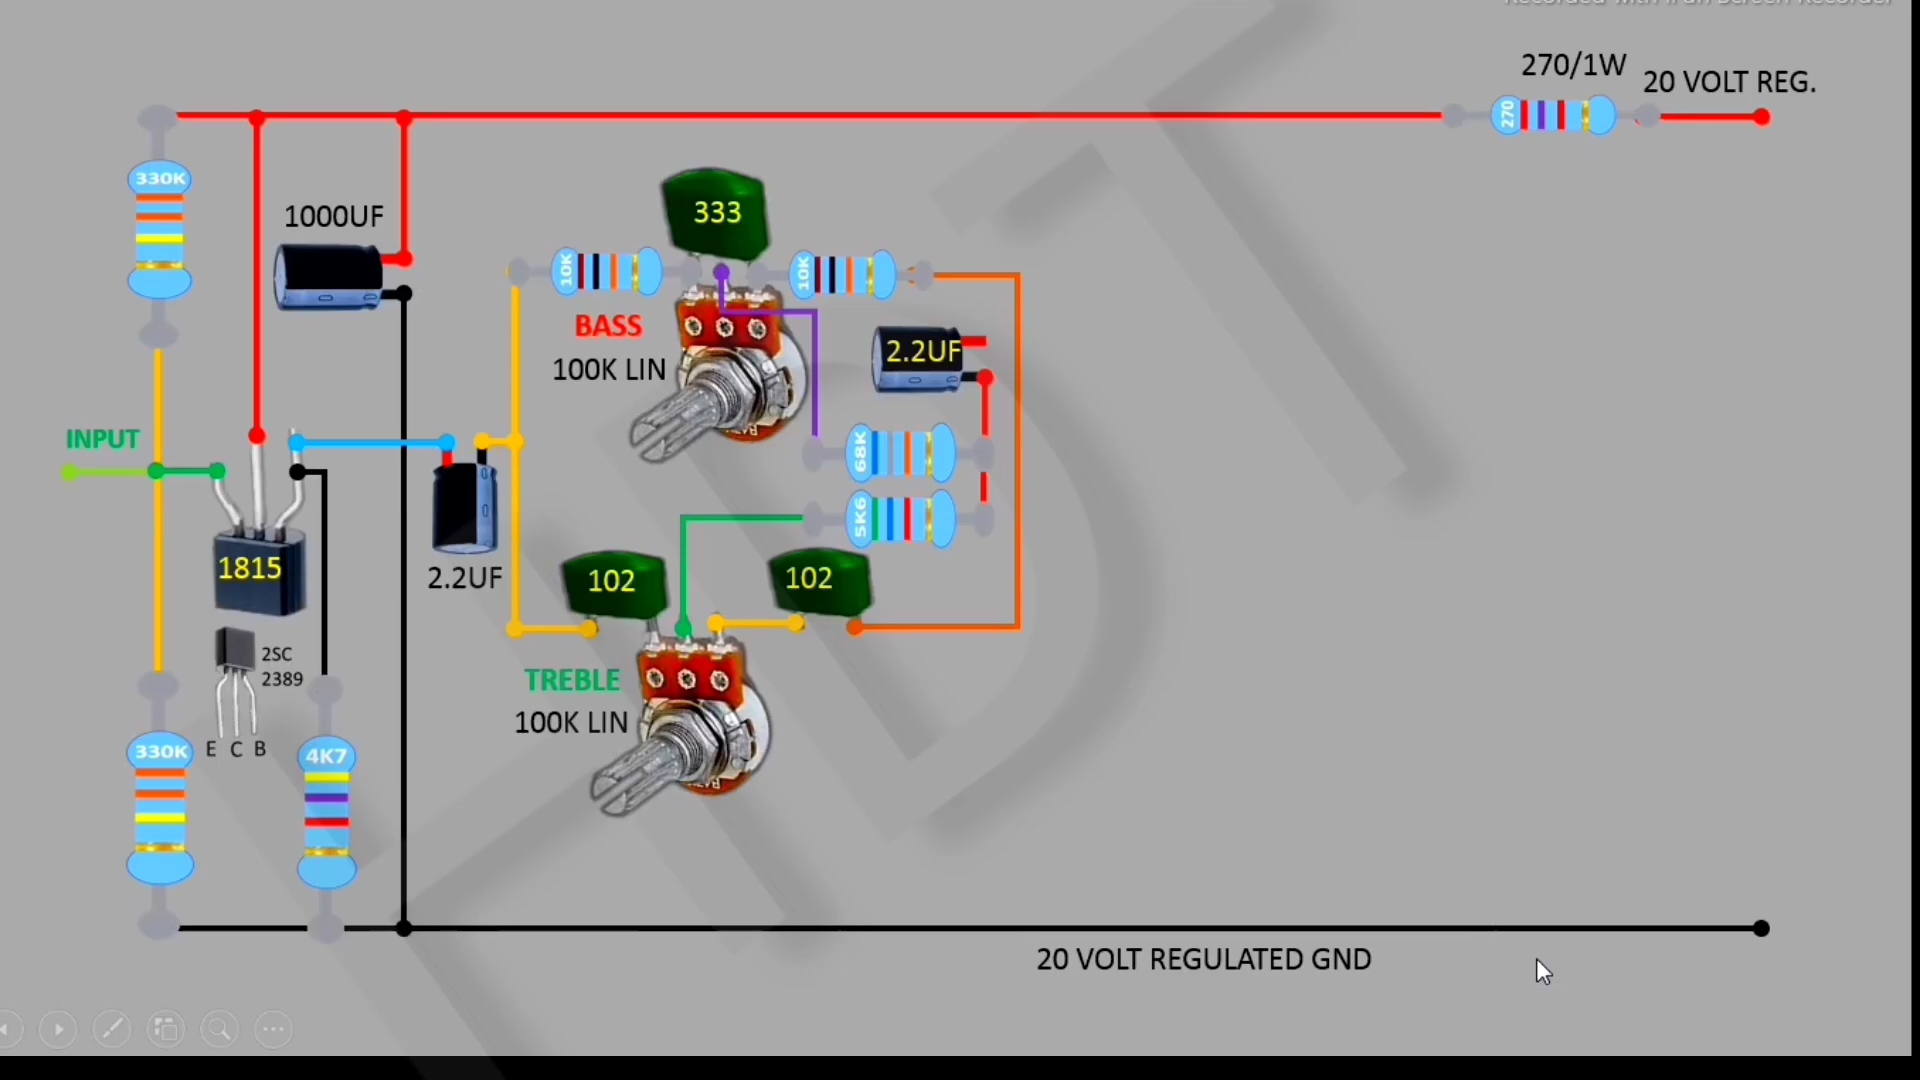 270/1W
20 VOLT REG.
270
330K
1000UF
333
10K
10K
BASS
100K LIN
2.2UF
INPUT
68K
5K6
1815
2.2UF
102
102
2SC
2389
TREBLE
100K LIN
E C B
330K
4K7
20 VOLT REGULATED GND